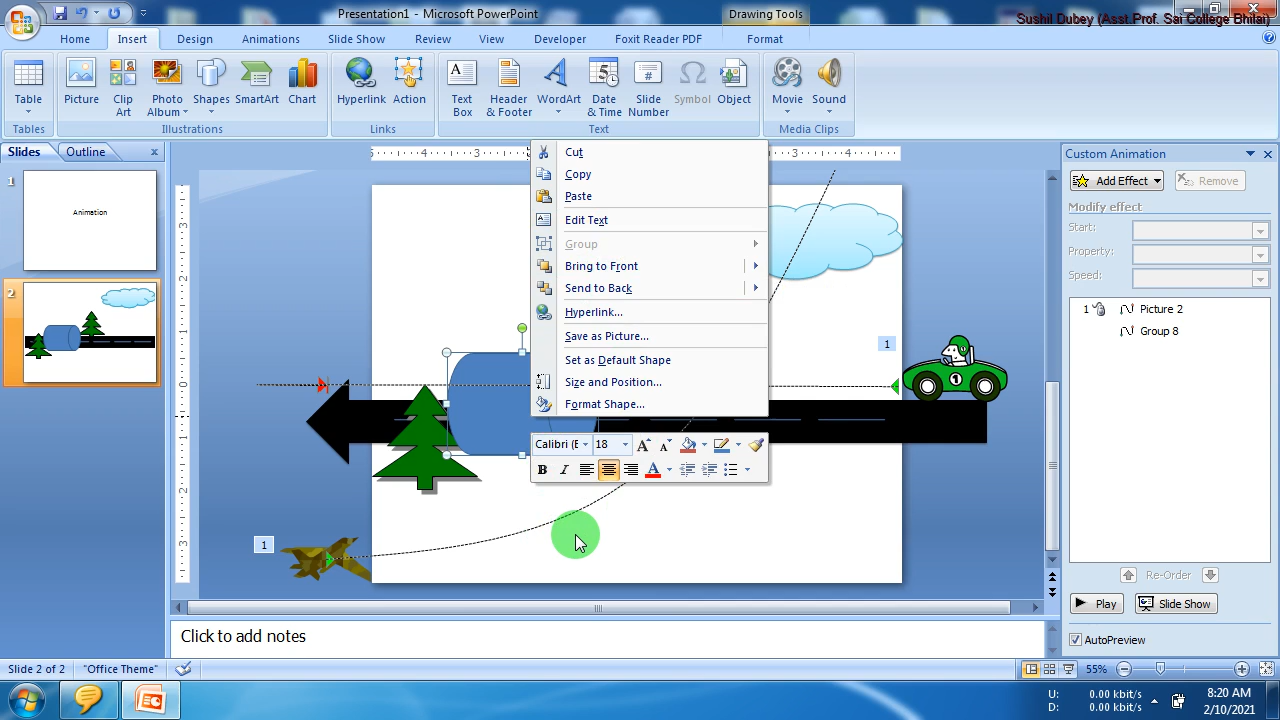 Presentation1 - Microsoft PowerPoint
Drawing Tools
Sushil Dubey (Asst.Prof. Sai College Bhilai)
Home
Insert
Design
Animations
Slide Show
Review
View
Developer
Foxit Reader PDF
Format
Table
Picture
Clip
Art
Photo
Album
Shapes
SmartArt
Chart
Hyperlink
Action
Text
Box
Header
& Footer
WordArt
Date
& Time
Slide
Number
Symbol
Object
Movie
Sound
Tables
Illustrations
Links
Text
Media Clips
Slides
Outline
1
Animation
2
Cut
Copy
Paste
Edit Text
Group
Bring to Front
Send to Back
Hyperlink...
Save as Picture...
Set as Default Shape
Size and Position...
Format Shape...
Calibri (E
18
B I
A
1
1
1
Custom Animation
Add Effect
Remove
Modify effect
Start:
Property:
Speed:
1 Picture 2
Group 8
Re-Order
Play
Slide Show
AutoPreview
Click to add notes
Slide 2 of 2
"Office Theme"
55%
U: 0.00 kbit/s
D: 0.00 kbit/s
8:20 AM
2/10/2021